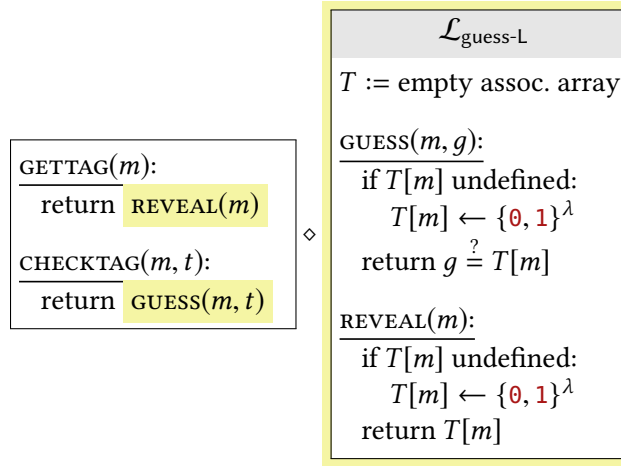 GETTAG(m):
return REVEAL(m)
CHECKTAG(m, t):
return GUESS(m, t)
⋄
𝓛guess-L
T := empty assoc. array
GUESS(m, g):
if T[m] undefined:
T[m] ← {0, 1}^λ
return g ≟ T[m]
REVEAL(m):
if T[m] undefined:
T[m] ← {0, 1}^λ
return T[m]